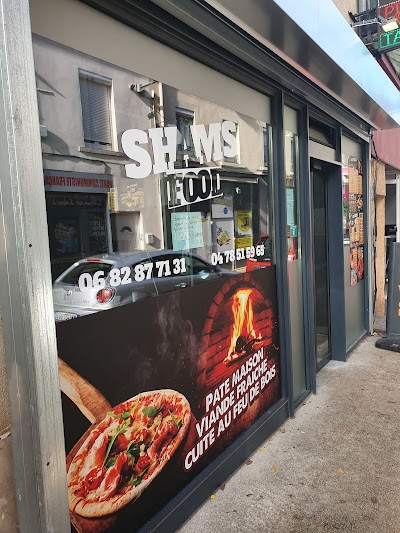 SHAMS
FOOD
06 82 87 71 31
04 78 51 69 68
PATE MAISON
VIANDE FRAICHE
CUITE AU FEU DE BOIS